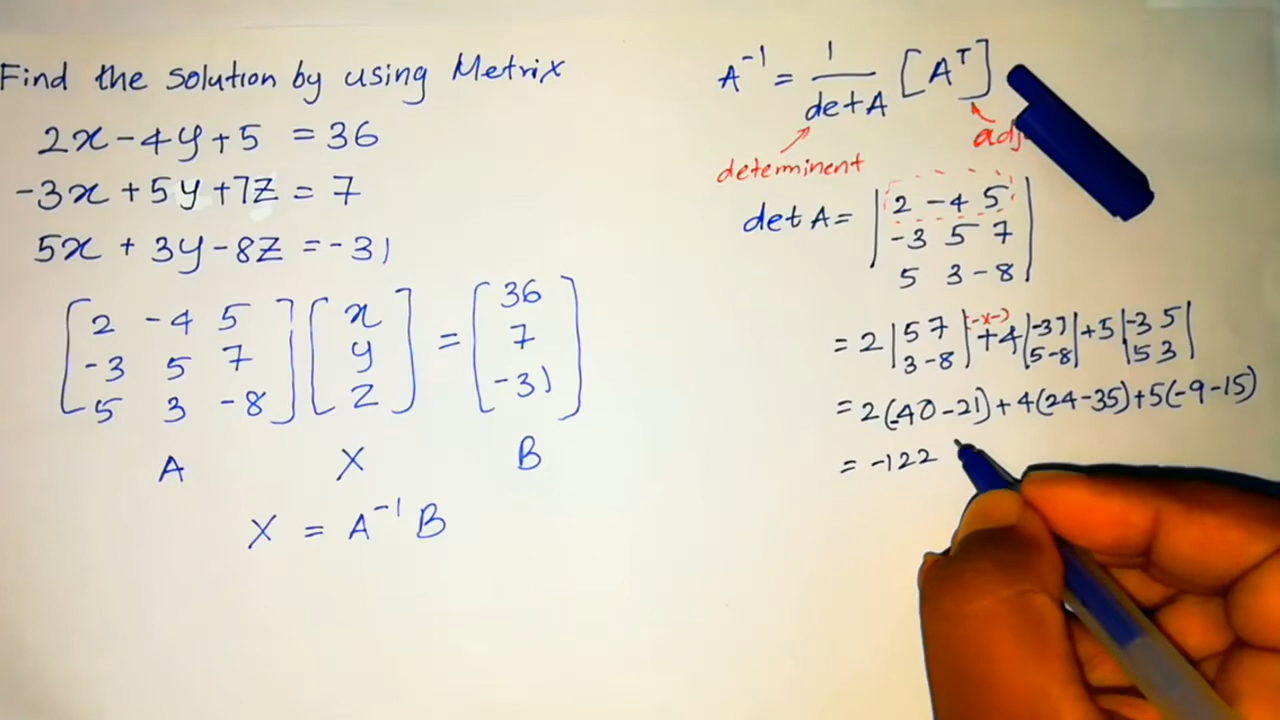 Find the solution by using Metrix
2x - 4y + 5 = 36
-3x + 5y + 7z = 7
5x + 3y - 8z = -31
[2 -4 5] [x] = [36]
[-3 5 7] [y] [7]
[5 3 -8] [z] [-31]
A X B
X = A⁻¹ B
A⁻¹ = 1/detA [Aᵀ]
determinent adj
det A = |2 -4 5|
|-3 5 7|
|5 3 -8|
= 2 |5 7| (-x-) +4 |-3 7| +5 |-3 5|
|3 -8| |5 -8| |5 3|
= 2(-40 - 21) + 4(24 - 35) + 5(-9 - 15)
= -122